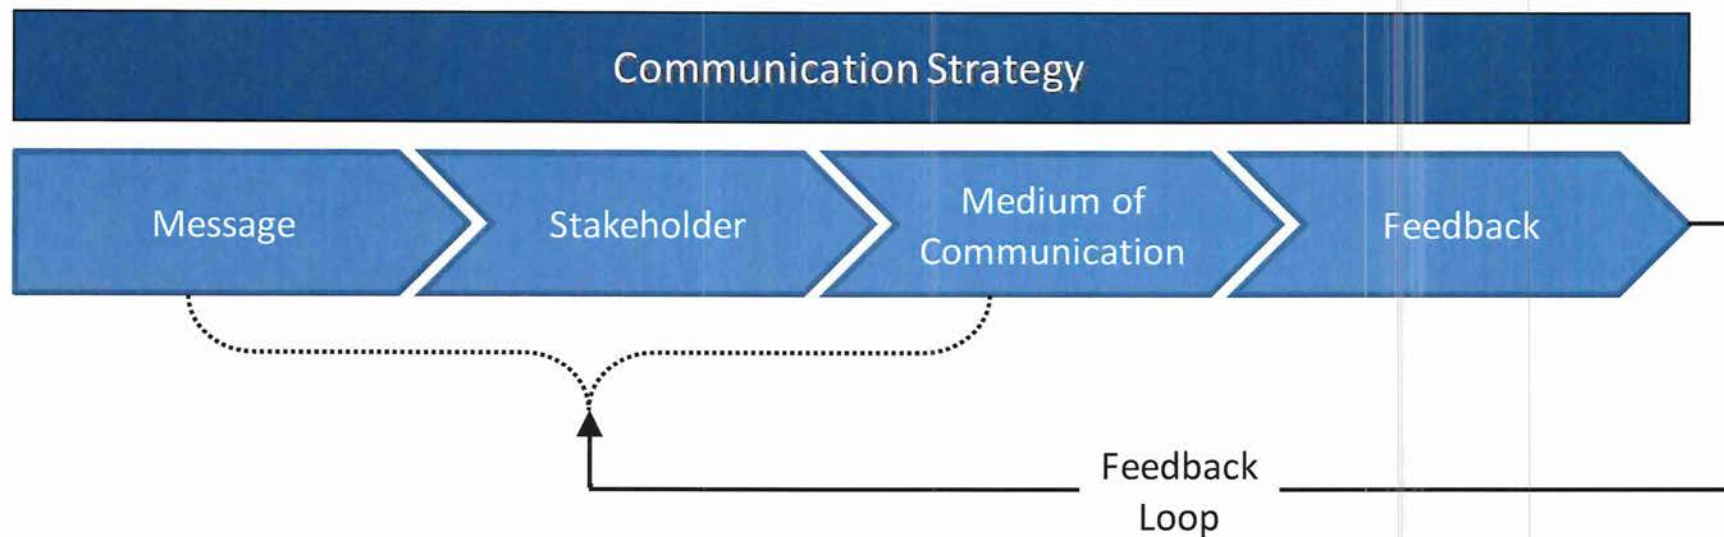 Communication Strategy
Message
Stakeholder
Medium of
Communication
Feedback
Feedback
Loop